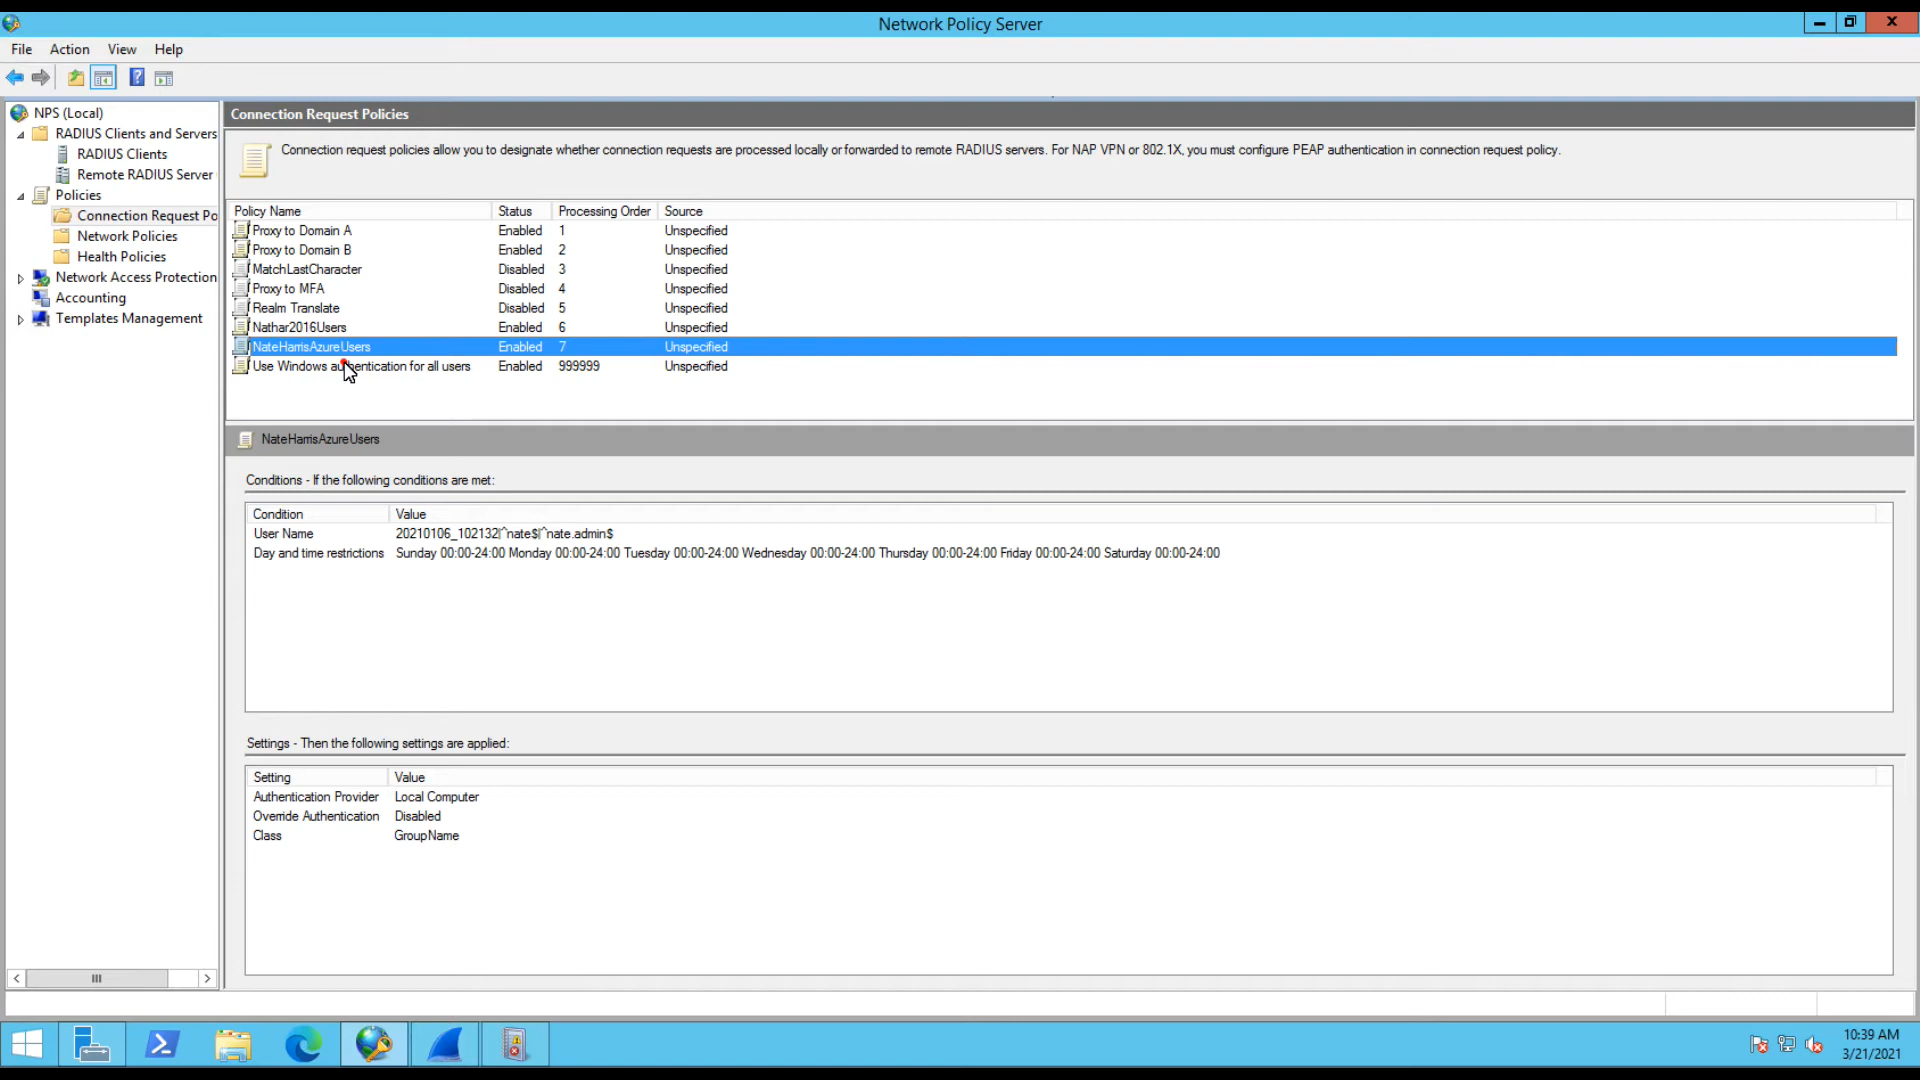 Network Policy Server
File Action View Help
NPS (Local)
RADIUS Clients and Servers
RADIUS Clients
Remote RADIUS Server
Policies
Connection Request Po
Network Policies
Health Policies
Network Access Protection
Accounting
Templates Management
Connection Request Policies
Connection request policies allow you to designate whether connection requests are processed locally or forwarded to remote RADIUS servers. For NAP VPN or 802.1X, you must configure PEAP authentication in connection request policy.
Policy Name Status Processing Order Source
Proxy to Domain A Enabled 1 Unspecified
Proxy to Domain B Enabled 2 Unspecified
MatchLastCharacter Disabled 3 Unspecified
Proxy to MFA Disabled 4 Unspecified
Realm Translate Disabled 5 Unspecified
Nathar2016Users Enabled 6 Unspecified
NateHarrisAzureUsers Enabled 7 Unspecified
Use Windows authentication for all users Enabled 999999 Unspecified
NateHarrisAzureUsers
Conditions - If the following conditions are met:
Condition Value
User Name 20210106_102132|^nate$|^nate.admin$
Day and time restrictions Sunday 00:00-24:00 Monday 00:00-24:00 Tuesday 00:00-24:00 Wednesday 00:00-24:00 Thursday 00:00-24:00 Friday 00:00-24:00 Saturday 00:00-24:00
Settings - Then the following settings are applied:
Setting Value
Authentication Provider Local Computer
Override Authentication Disabled
Class GroupName
10:39 AM
3/21/2021